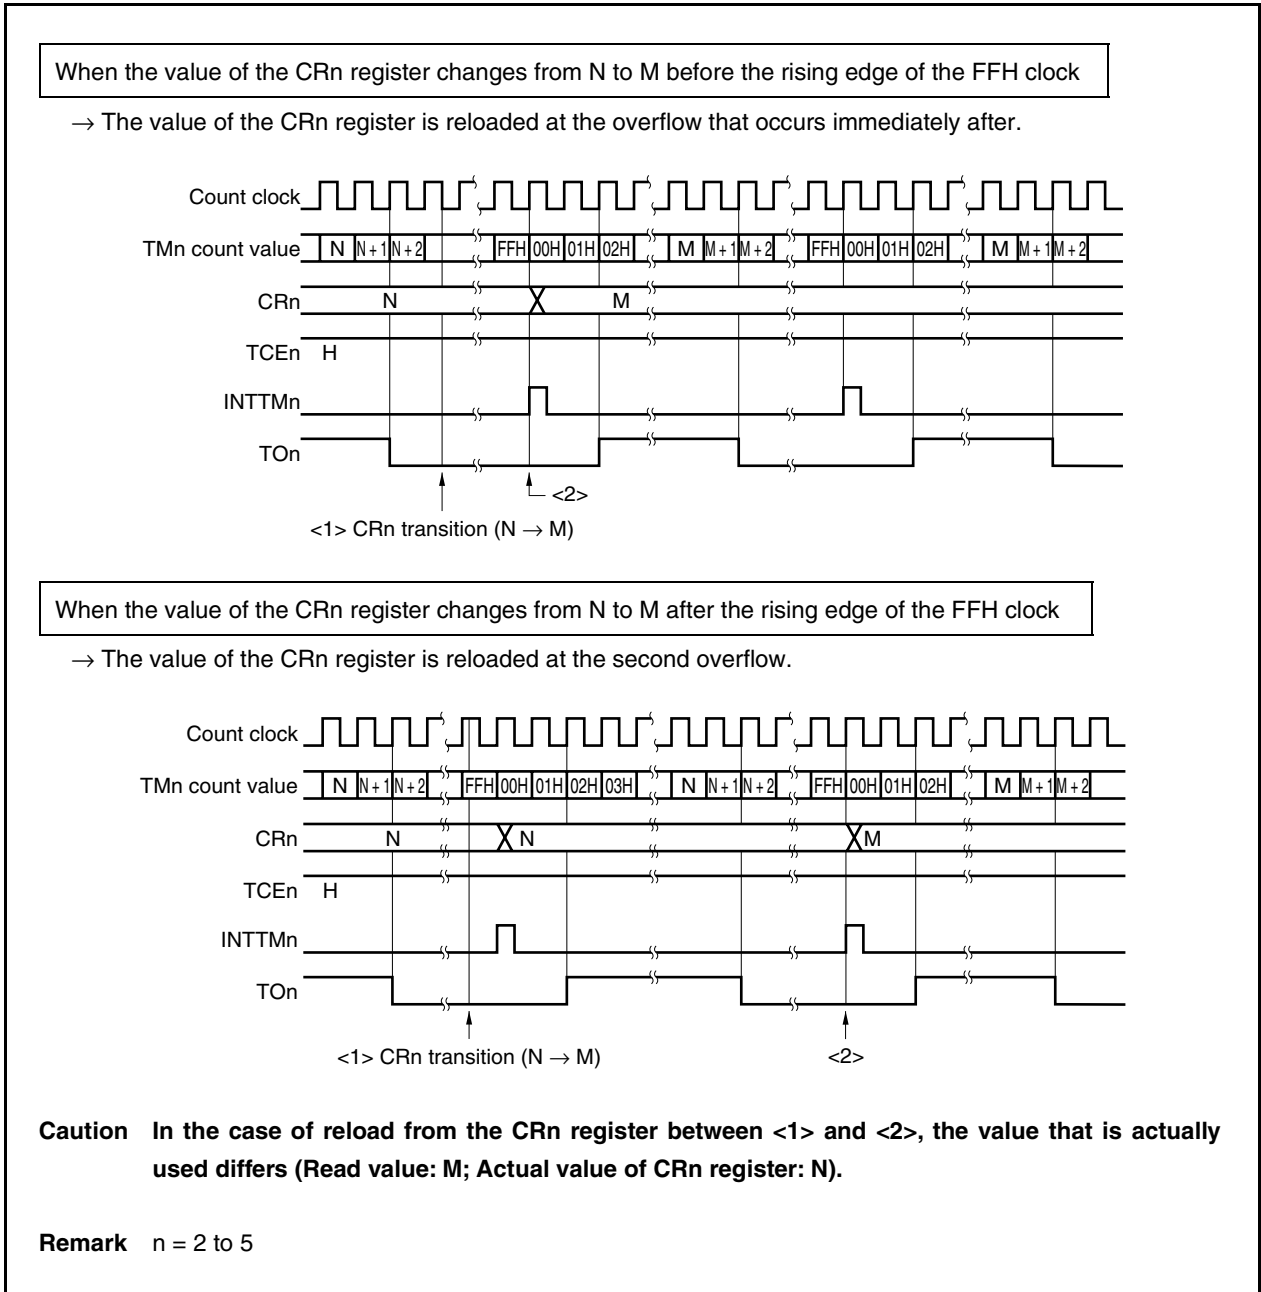 When the value of the CRn register changes from N to M before the rising edge of the FFH clock
→ The value of the CRn register is reloaded at the overflow that occurs immediately after.
Count clock
TMn count value N N + 1 N + 2 FFH 00H 01H 02H M M + 1 M + 2 FFH 00H 01H 02H M M + 1 M + 2
CRn N M
TCEn H
INTTMn
TOn
<2>
<1> CRn transition (N → M)
When the value of the CRn register changes from N to M after the rising edge of the FFH clock
→ The value of the CRn register is reloaded at the second overflow.
Count clock
TMn count value N N + 1 N + 2 FFH 00H 01H 02H 03H N N + 1 N + 2 FFH 00H 01H 02H M M + 1 M + 2
CRn N N M
TCEn H
INTTMn
TOn
<1> CRn transition (N → M) <2>
Caution In the case of reload from the CRn register between <1> and <2>, the value that is actually
used differs (Read value: M; Actual value of CRn register: N).
Remark n = 2 to 5